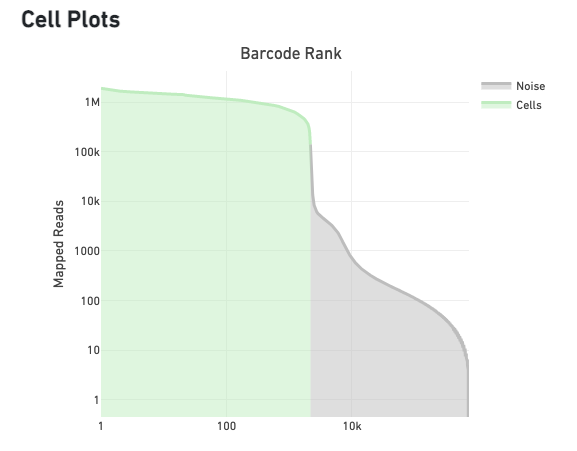 Cell Plots
Barcode Rank
Noise
Cells
Mapped Reads
1M
100k
10k
1000
100
10
1
1
100
10k